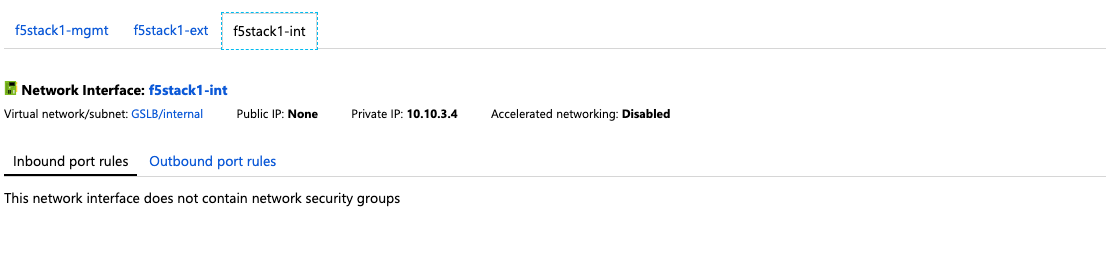 f5stack1-mgmt f5stack1-ext f5stack1-int
Network Interface: f5stack1-int
Virtual network/subnet: GSLB/internal Public IP: None Private IP: 10.10.3.4 Accelerated networking: Disabled
Inbound port rules Outbound port rules
This network interface does not contain network security groups